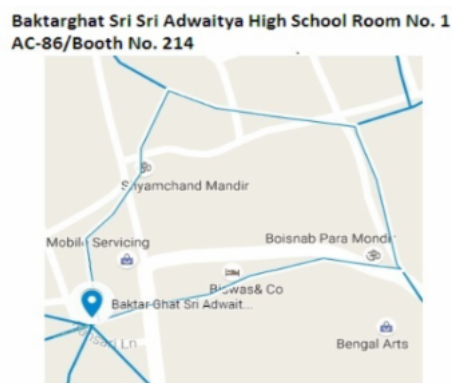 Baktarghat Sri Sri Adwaitya High School Room No. 1
AC-86/Booth No. 214
Shyamchand Mandir
Mobile Servicing
Boisnab Para Mondir
Biswas& Co
Baktar Ghat Sri Adwait...
Ln
Bengal Arts